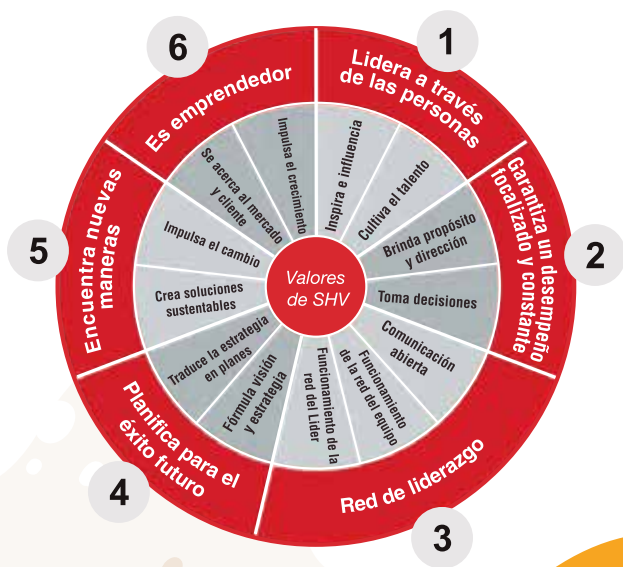 1
Lidera a través
de las personas
Inspira e influencia
Cultiva el talento
2
Garantiza un desempeño
focalizado y constante
Brinda propósito
y dirección
Toma decisiones
3
Red de liderazgo
Comunicación
abierta
Funcionamiento
de la red del equipo
Funcionamiento de la
red del Lider
4
Planifica para el
éxito futuro
Fórmula visión
y estrategia
Traduce la estrategia
en planes
5
Encuentra nuevas
maneras
Crea soluciones
sustentables
Impulsa el cambio
6
Es emprendedor
Se acerca al mercado
y cliente
Impulsa el crecimiento
Valores
de SHV